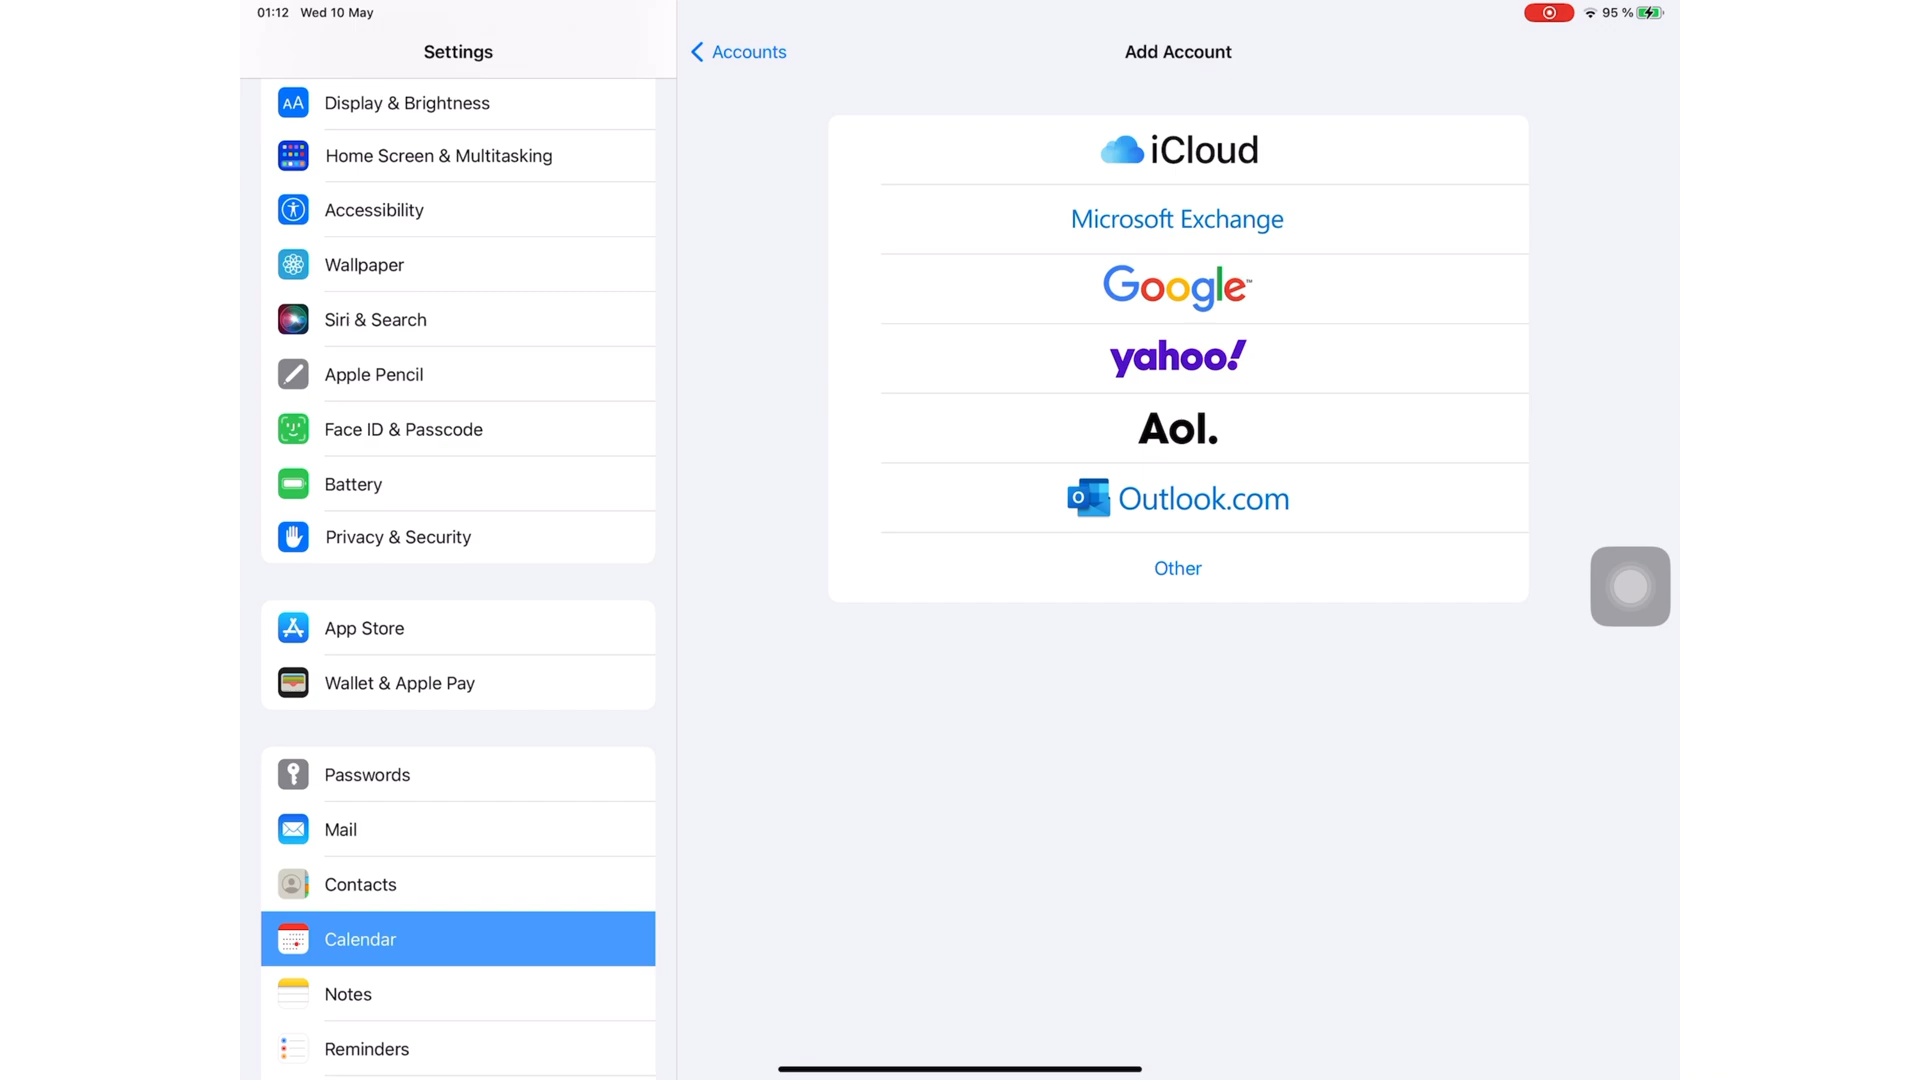 01:12 Wed 10 May
95 %
Settings
Display & Brightness
Home Screen & Multitasking
Accessibility
Wallpaper
Siri & Search
Apple Pencil
Face ID & Passcode
Battery
Privacy & Security
App Store
Wallet & Apple Pay
Passwords
Mail
Contacts
Calendar
Notes
Reminders
Accounts
Add Account
iCloud
Microsoft Exchange
Google™
yahoo!
Aol.
Outlook.com
Other